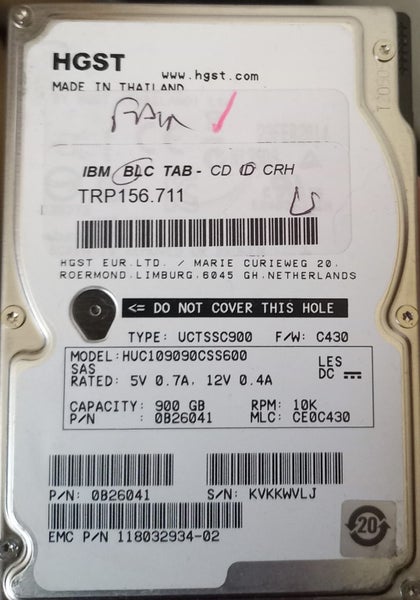 HGST
www.hgst.com
MADE IN THAILAND
IBM BLC TAB - CD ID CRH
TRP156.711
HGST EUR.LTD. / MARIE CURIEWEG 20.
ROERMOND.LIMBURG.6045 GH.NETHERLANDS
<= DO NOT COVER THIS HOLE
TYPE: UCTSSC900 F/W: C430
MODEL:HUC109090CSS600
SAS
LES
RATED: 5V 0.7A, 12V 0.4A
DC
CAPACITY: 900 GB RPM: 10K
P/N : 0B26041 MLC: CE0C430
P/N: 0B26041 S/N: KVKKWVLJ
EMC P/N 118032934-02
20